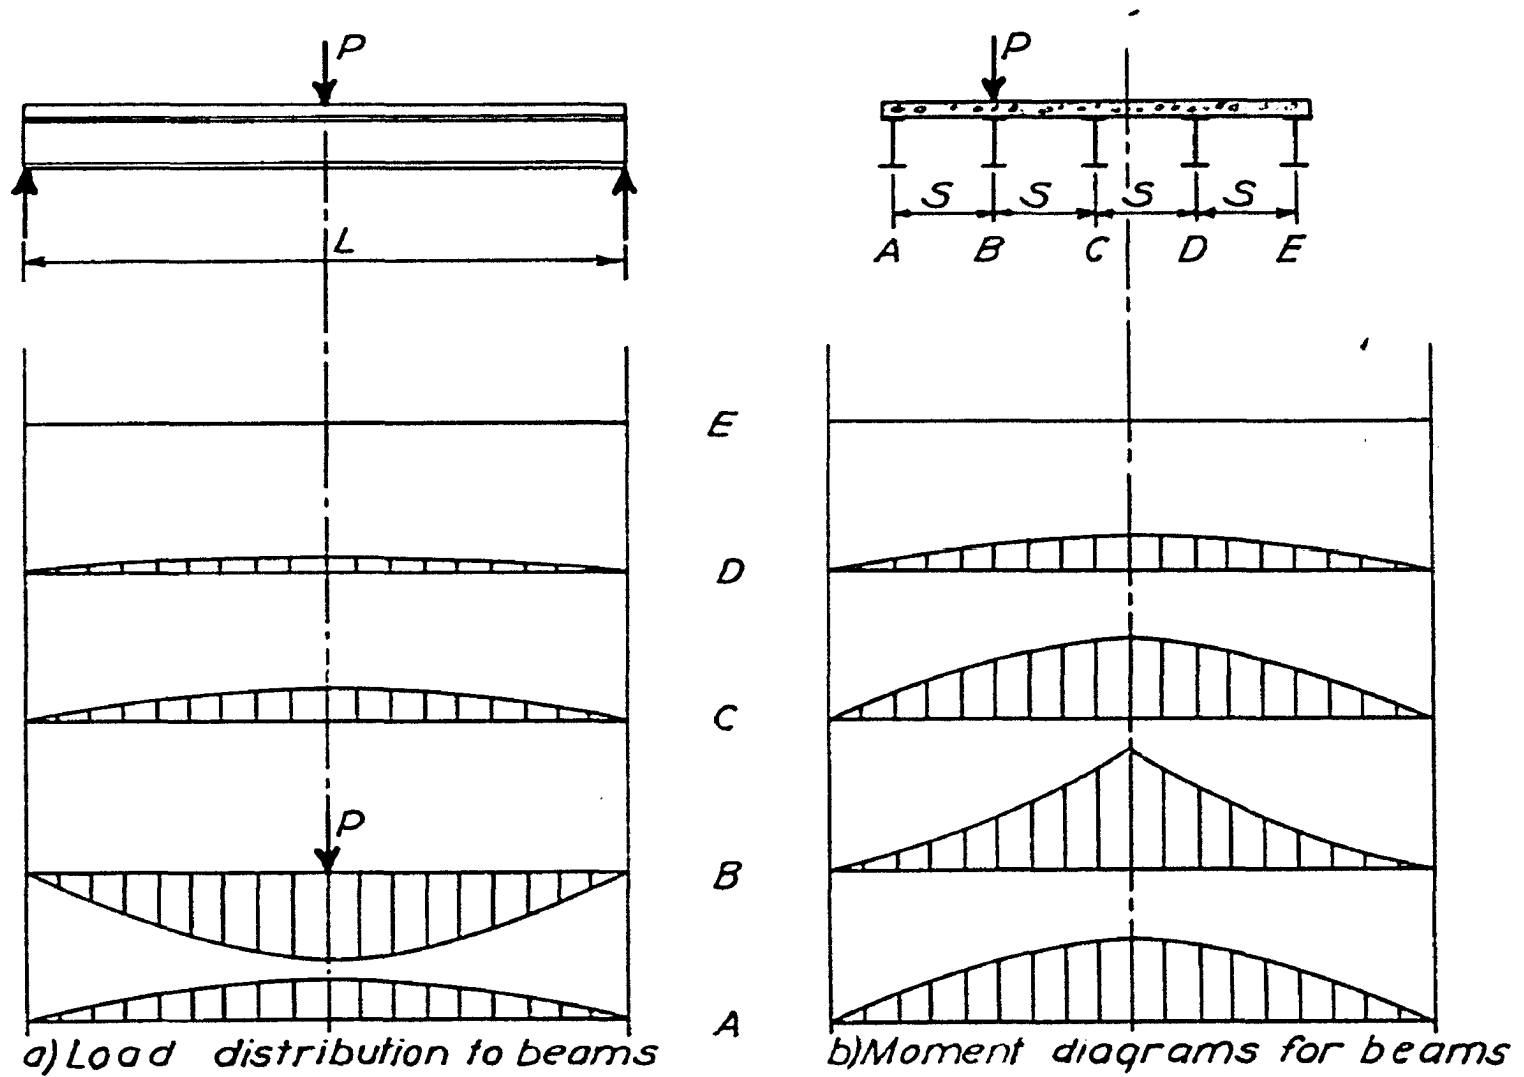 P
P
L
S S S S
A B C D E
E
D
C
P
B
A
a) Load distribution to beams
b) Moment diagrams for beams